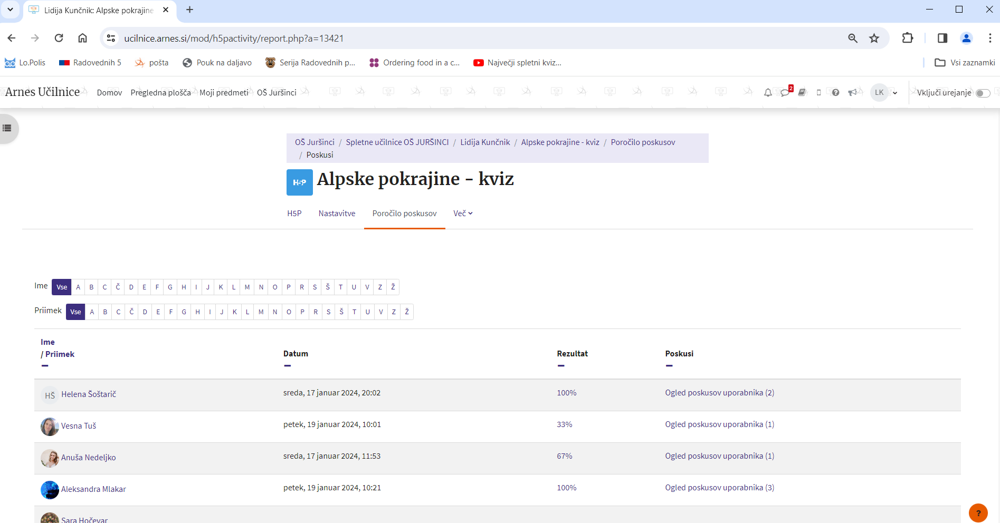 Lidija Kunčnik: Alpske pokrajine
ucilnice.arnes.si/mod/h5pactivity/report.php?a=13421
Lo.Polis Radovednih 5 pošta Pouk na daljavo Serija Radovednih p... Ordering food in a c... Največji spletni kviz... Vsi zaznamki
Arnes Učilnice Domov Pregledna plošča Moji predmeti OŠ Juršinci 2 LK Vključi urejanje
OŠ Juršinci / Spletne učilnice OŠ JURŠINCI / Lidija Kunčnik / Alpske pokrajine - kviz / Poročilo poskusov
/ Poskusi
H5P Alpske pokrajine - kviz
H5P Nastavitve Poročilo poskusov Več
Ime Vse A B C Č D E F G H I J K L M N O P R S Š T U V Z Ž
Priimek Vse A B C Č D E F G H I J K L M N O P R S Š T U V Z Ž
Ime
/ Priimek Datum Rezultat Poskusi
HŠ Helena Šoštarič sreda, 17 januar 2024, 20:02 100% Ogled poskusov uporabnika (2)
Vesna Tuš petek, 19 januar 2024, 10:01 33% Ogled poskusov uporabnika (1)
Anuša Nedeljko sreda, 17 januar 2024, 11:53 67% Ogled poskusov uporabnika (1)
Aleksandra Mlakar petek, 19 januar 2024, 10:21 100% Ogled poskusov uporabnika (3)
Sara Hočevar
?